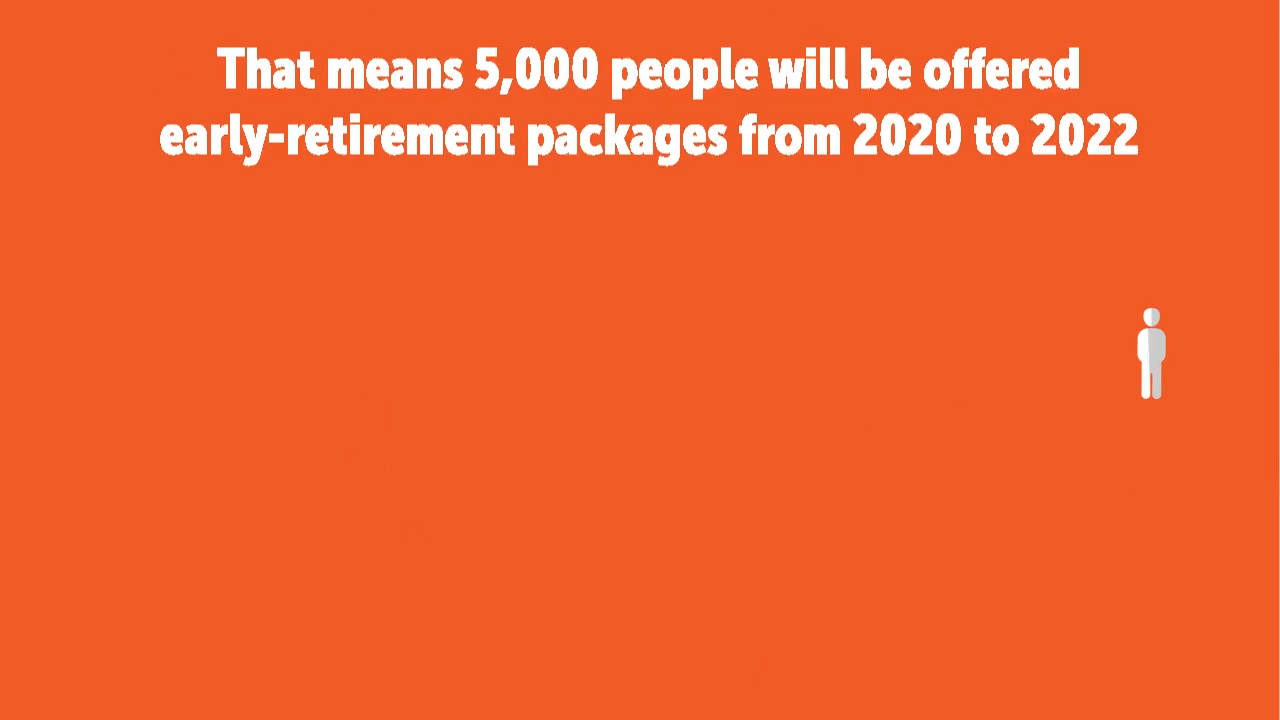 That means 5,000 people will be offered
early-retirement packages from 2020 to 2022